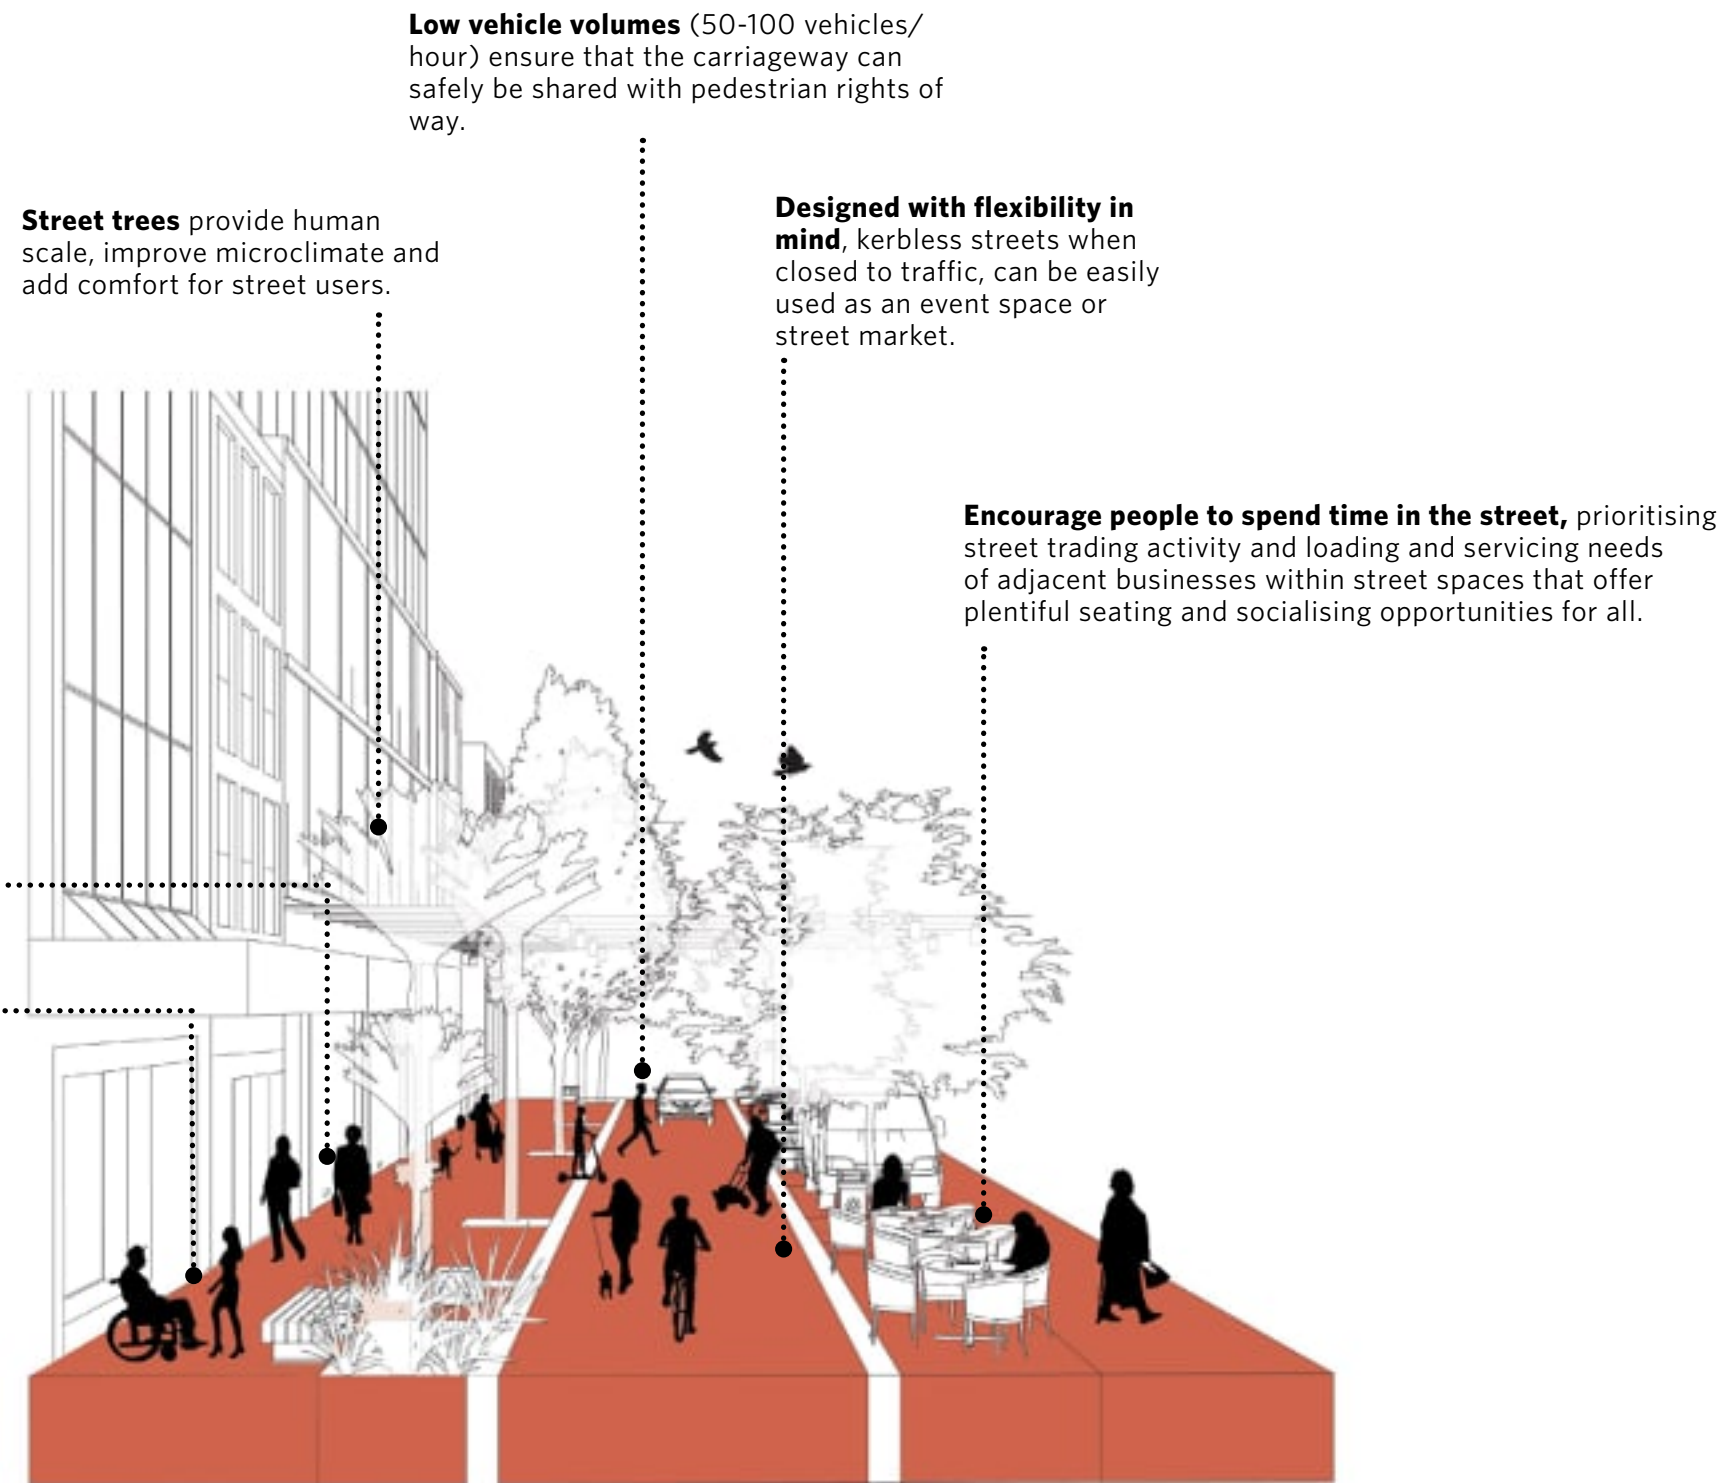 Low vehicle volumes (50-100 vehicles/
hour) ensure that the carriageway can
safely be shared with pedestrian rights of
way.
Street trees provide human
scale, improve microclimate and
add comfort for street users.
Designed with flexibility in
mind, kerbless streets when
closed to traffic, can be easily
used as an event space or
street market.
Encourage people to spend time in the street, prioritising
street trading activity and loading and servicing needs
of adjacent businesses within street spaces that offer
plentiful seating and socialising opportunities for all.